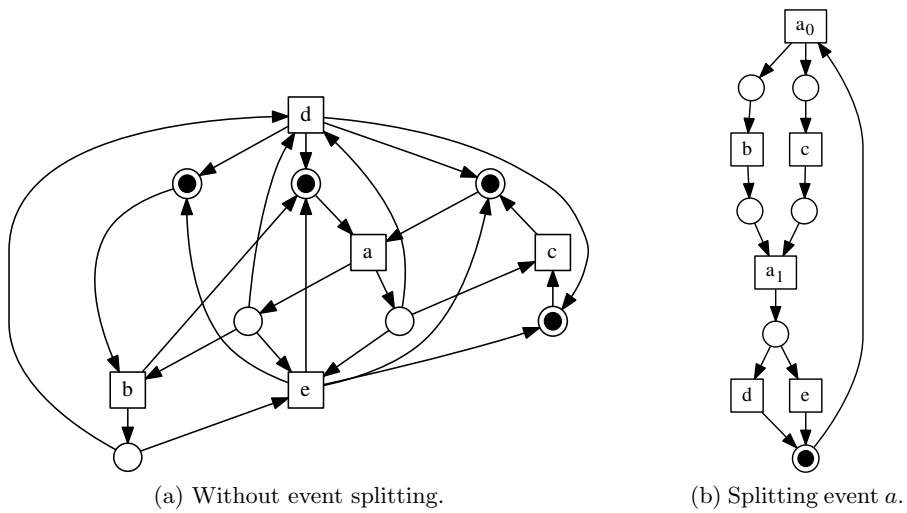 a₀
d
b
c
a
c
a₁
b
e
d
e
(a) Without event splitting.
(b) Splitting event a.